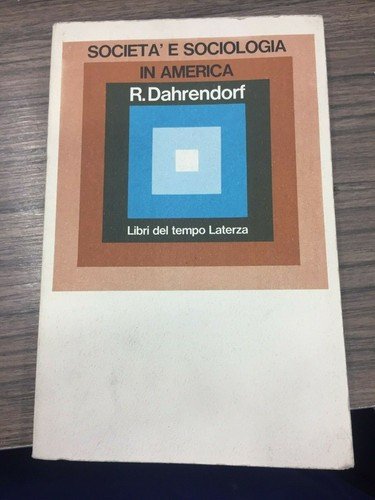 SOCIETA' E SOCIOLOGIA
IN AMERICA
R.Dahrendorf
Libri del tempo Laterza